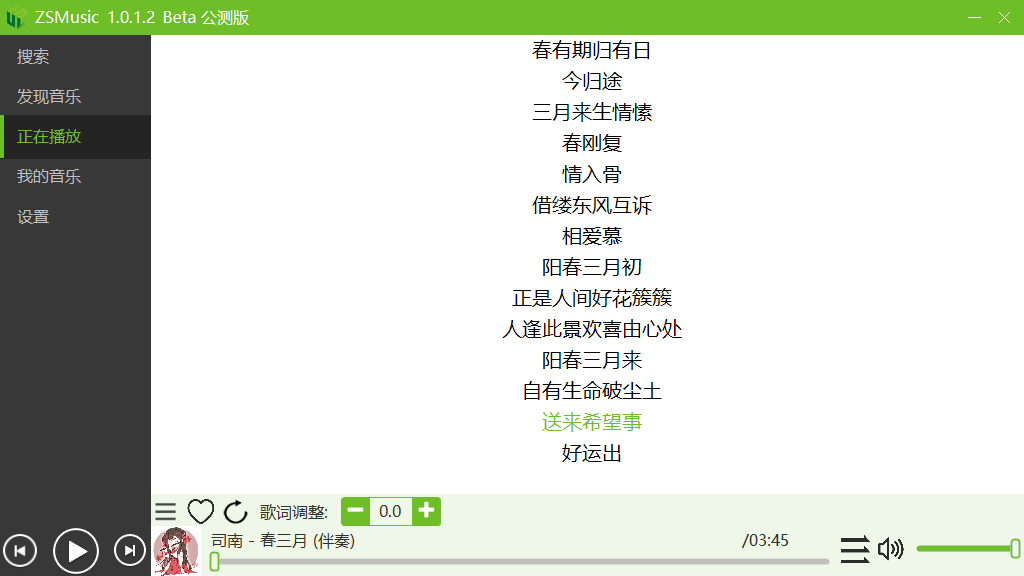 ZSMusic 1.0.1.2 Beta 公测版
搜索
发现音乐
正在播放
我的音乐
设置
春有期归有日
今归途
三月来生情愫
春刚复
情入骨
借缕东风互诉
相爱慕
阳春三月初
正是人间好花簇簇
人逢此景欢喜由心处
阳春三月来
自有生命破尘土
送来希望事
好运出
歌词调整:
0.0
司南 - 春三月 (伴奏)
/03:45